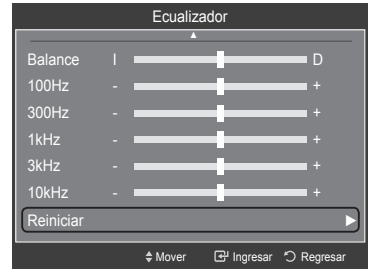 Ecualizador
▲
Balance I D
100Hz - +
300Hz - +
1kHz - +
3kHz - +
10kHz - +
Reiniciar ▶
Mover Ingresar Regresar